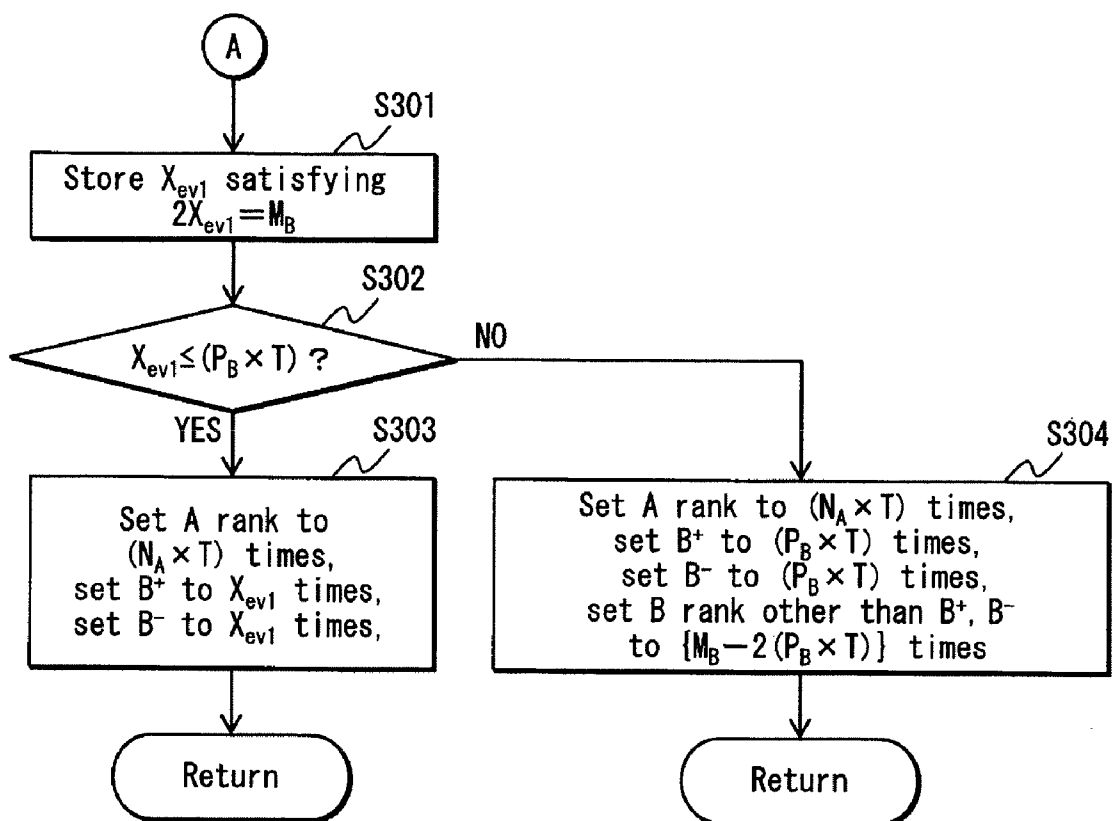 A
S301
Store X_ev1 satisfying
2X_ev1=M_B
S302
X_ev1≤(P_B×T)?
NO
YES
S303
Set A rank to
(N_A×T) times,
set B⁺ to X_ev1 times,
set B⁻ to X_ev1 times,
Return
S304
Set A rank to (N_A×T) times,
set B⁺ to (P_B×T) times,
set B⁻ to (P_B×T) times,
set B rank other than B⁺, B⁻
to {M_B−2(P_B×T)} times
Return